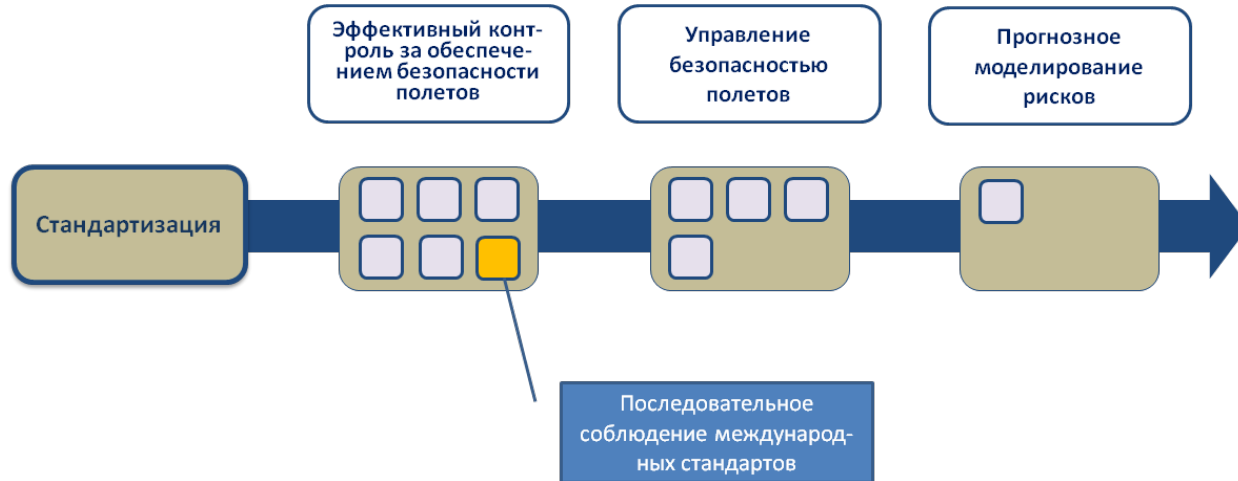 Эффективный конт-
роль за обеспече-
нием безопасности
полетов
Управление
безопасностью
полетов
Прогнозное
моделирование
рисков
Стандартизация
Последовательное
соблюдение международ-
ных стандартов